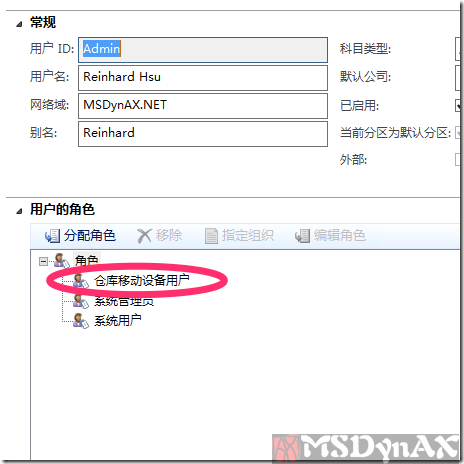 常规
用户 ID: Admin 科目类型:
用户名: Reinhard Hsu 默认公司:
网络域: MSDynAX.NET 已启用:
别名: Reinhard 当前分区为默认分区:
外部:
用户的角色
分配角色 移除 指定组织 编辑角色
角色
仓库移动设备用户
系统管理员
系统用户
MSDynAX